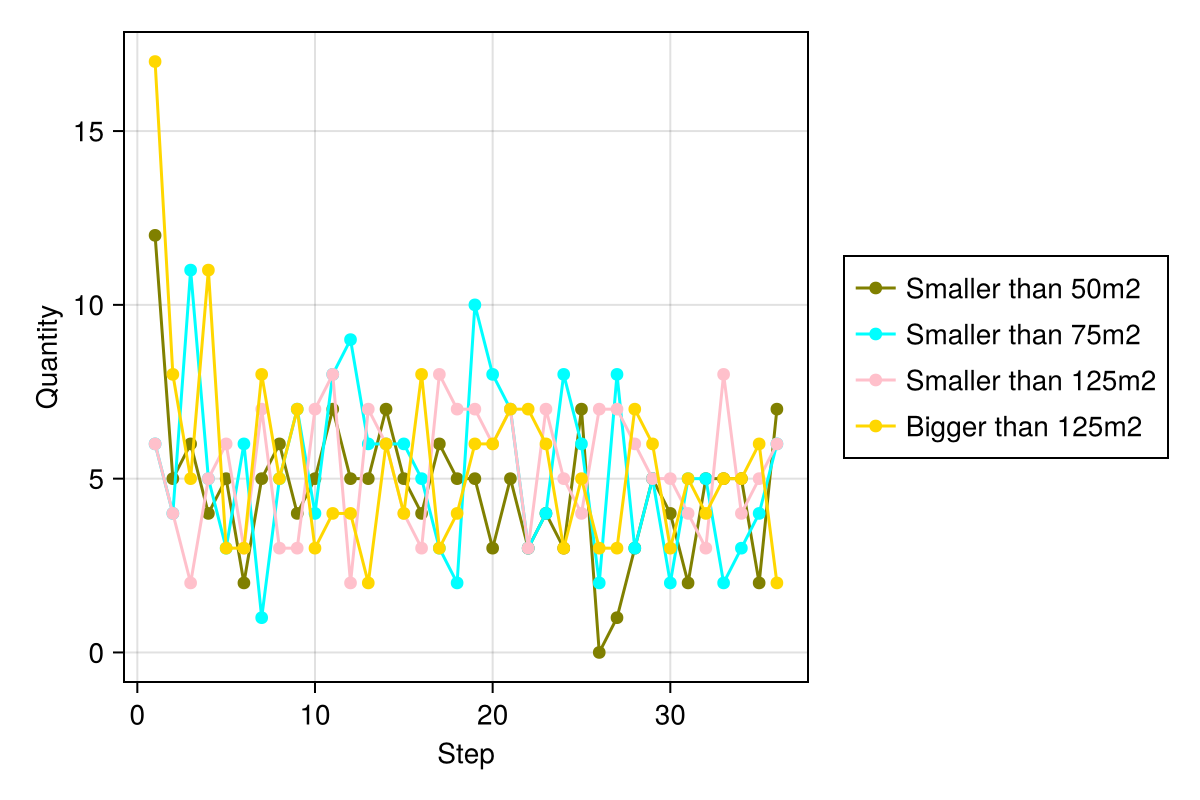 15
10
5
0
Quantity
0 10 20 30
Step
Smaller than 50m2
Smaller than 75m2
Smaller than 125m2
Bigger than 125m2